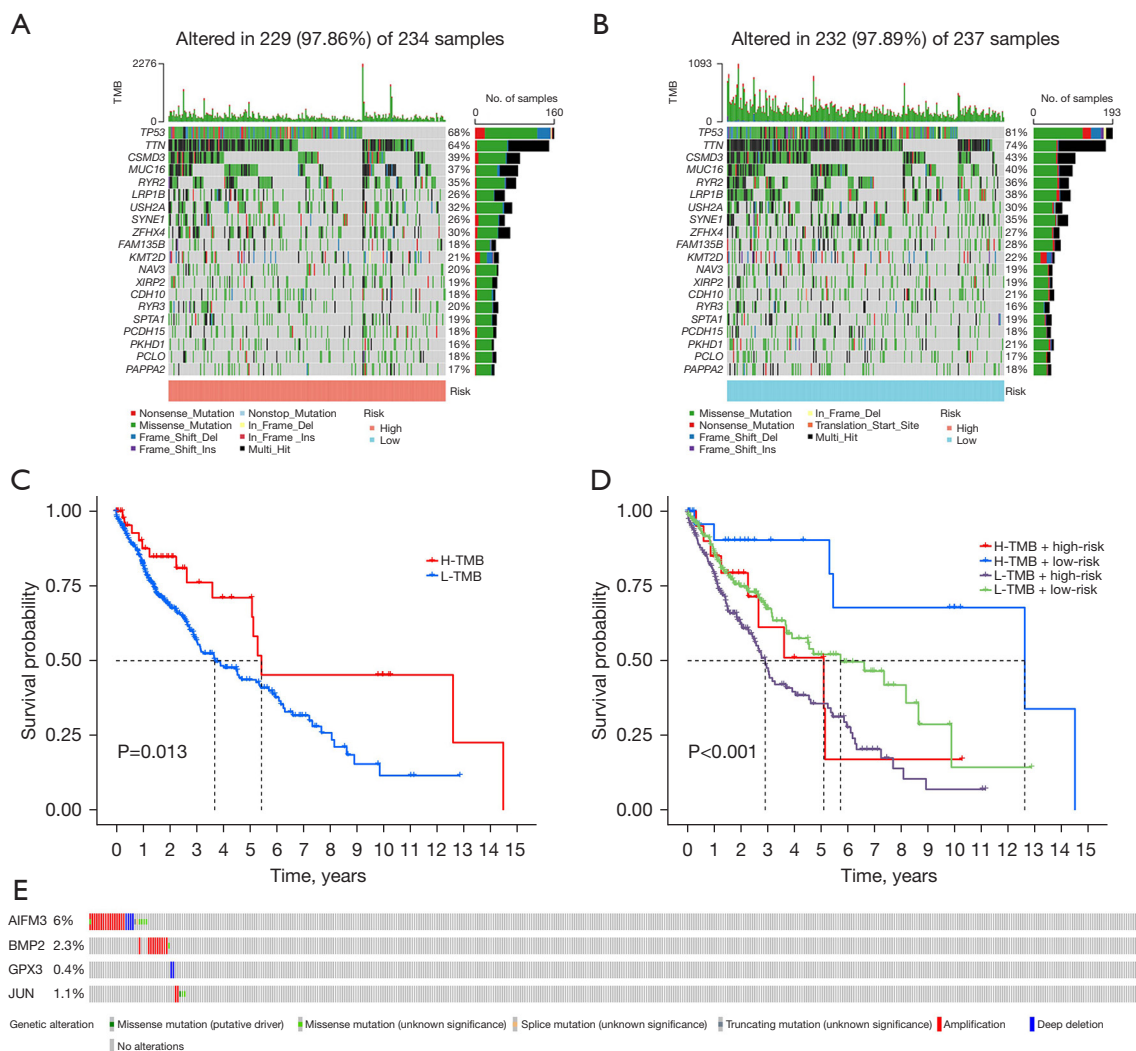 A
Altered in 229 (97.86%) of 234 samples
2276
0
TMB
No. of samples
0 160
TP53 68%
TTN 64%
CSMD3 39%
MUC16 37%
RYR2 35%
LRP1B 26%
USH2A 32%
SYNE1 26%
ZFHX4 30%
FAM135B 18%
KMT2D 21%
NAV3 20%
XIRP2 19%
CDH10 18%
RYR3 20%
SPTA1 19%
PCDH15 18%
PKHD1 16%
PCLO 18%
PAPPA2 17%
Risk
Nonsense_Mutation Nonstop_Mutation Risk
Missense_Mutation In_Frame_Del High
Frame_Shift_Del In_Frame _Ins Low
Frame_Shift_Ins Multi_Hit
B
Altered in 232 (97.89%) of 237 samples
1093
0
TMB
No. of samples
0 193
TP53 81%
TTN 74%
CSMD3 43%
MUC16 40%
RYR2 36%
LRP1B 38%
USH2A 30%
SYNE1 35%
ZFHX4 27%
FAM135B 28%
KMT2D 22%
NAV3 19%
XIRP2 19%
CDH10 21%
RYR3 16%
SPTA1 19%
PCDH15 18%
PKHD1 21%
PCLO 17%
PAPPA2 18%
Risk
Missense_Mutation In_Frame_Del Risk
Nonsense_Mutation Translation_Start_Site High
Frame_Shift_Del Multi_Hit Low
Frame_Shift_Ins
C
Survival probability
1.00
0.75
0.50
0.25
0.00
H-TMB
L-TMB
P=0.013
0 1 2 3 4 5 6 7 8 9 10 11 12 13 14 15
Time, years
D
Survival probability
1.00
0.75
0.50
0.25
0.00
H-TMB + high-risk
H-TMB + low-risk
L-TMB + high-risk
L-TMB + low-risk
P<0.001
0 1 2 3 4 5 6 7 8 9 10 11 12 13 14 15
Time, years
E
AIFM3 6%
BMP2 2.3%
GPX3 0.4%
JUN 1.1%
Genetic alteration Missense mutation (putative driver) Missense mutation (unknown significance) Splice mutation (unknown significance) Truncating mutation (unknown significance) Amplification Deep deletion
No alterations